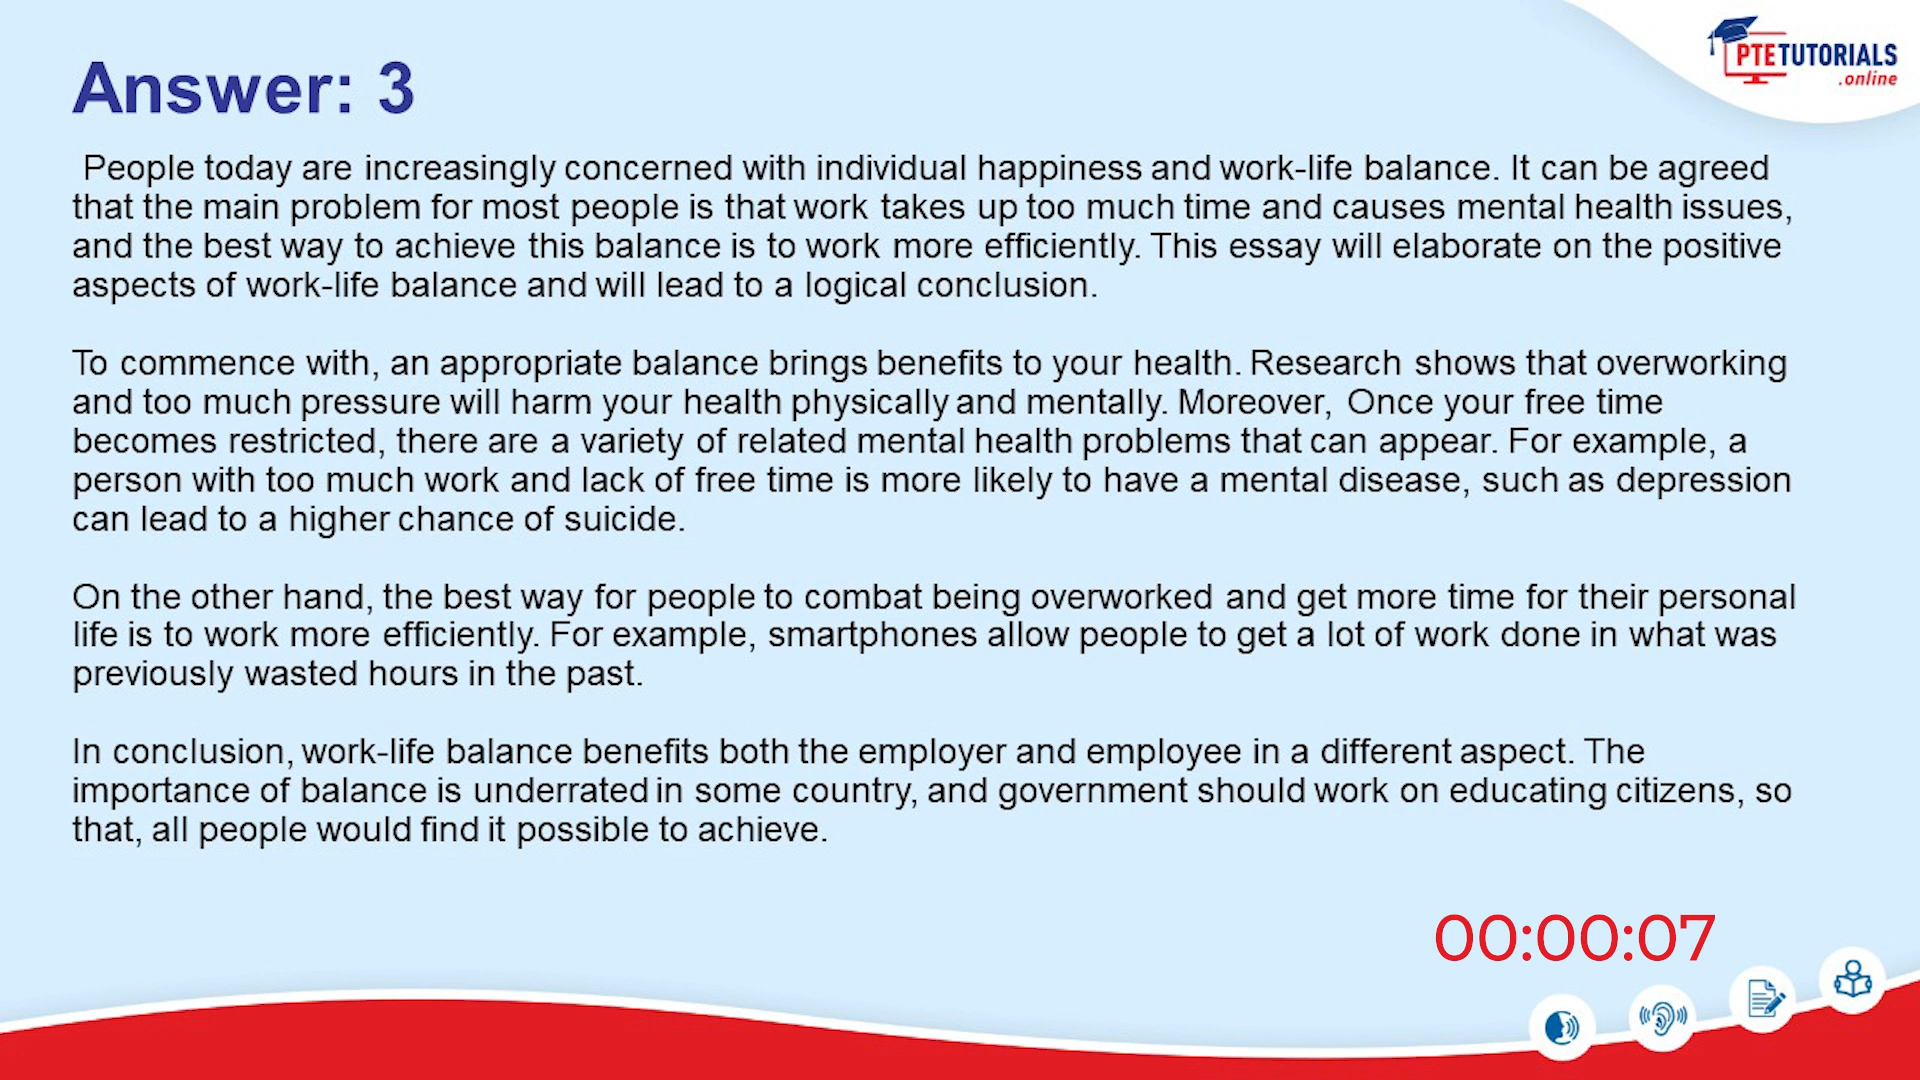 PTETUTORIALS
.online
Answer: 3
People today are increasingly concerned with individual happiness and work-life balance. It can be agreed
that the main problem for most people is that work takes up too much time and causes mental health issues,
and the best way to achieve this balance is to work more efficiently. This essay will elaborate on the positive
aspects of work-life balance and will lead to a logical conclusion.
To commence with, an appropriate balance brings benefits to your health. Research shows that overworking
and too much pressure will harm your health physically and mentally. Moreover, Once your free time
becomes restricted, there are a variety of related mental health problems that can appear. For example, a
person with too much work and lack of free time is more likely to have a mental disease, such as depression
can lead to a higher chance of suicide.
On the other hand, the best way for people to combat being overworked and get more time for their personal
life is to work more efficiently. For example, smartphones allow people to get a lot of work done in what was
previously wasted hours in the past.
In conclusion, work-life balance benefits both the employer and employee in a different aspect. The
importance of balance is underrated in some country, and government should work on educating citizens, so
that, all people would find it possible to achieve.
00:00:07